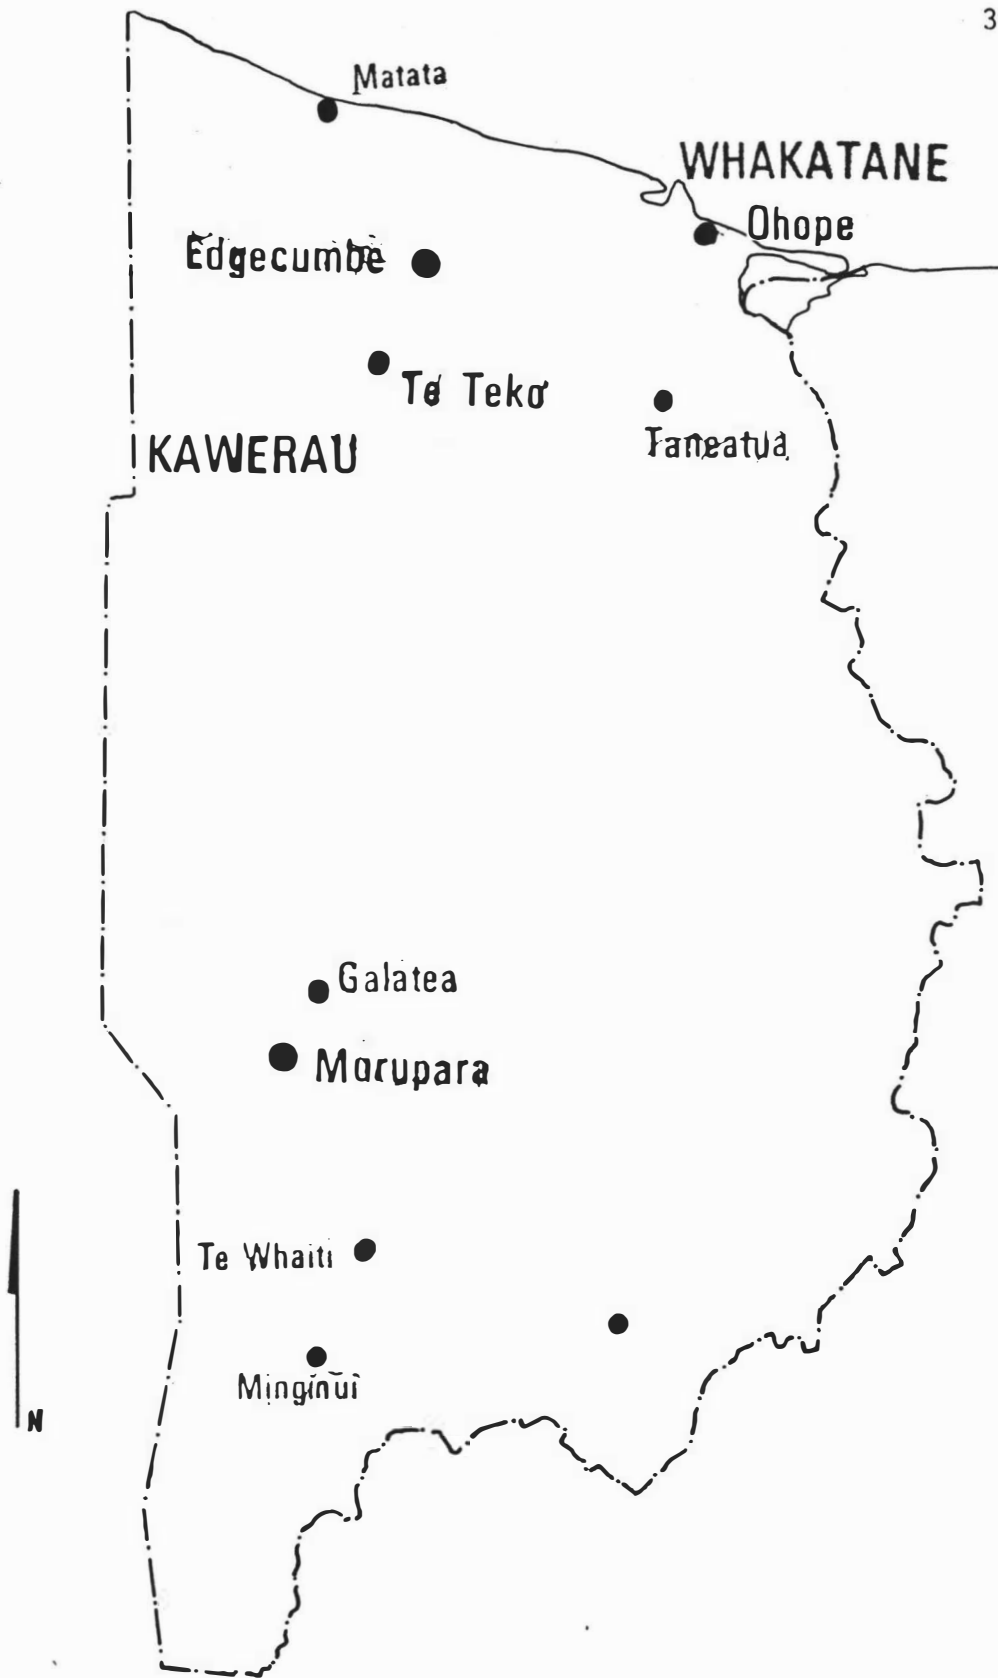 3
Matata
WHAKATANE
Ohope
Edgecumbe
Te Teko
Taneatua
KAWERAU
Galatea
Murupara
Te Whaiti
Minginui
N